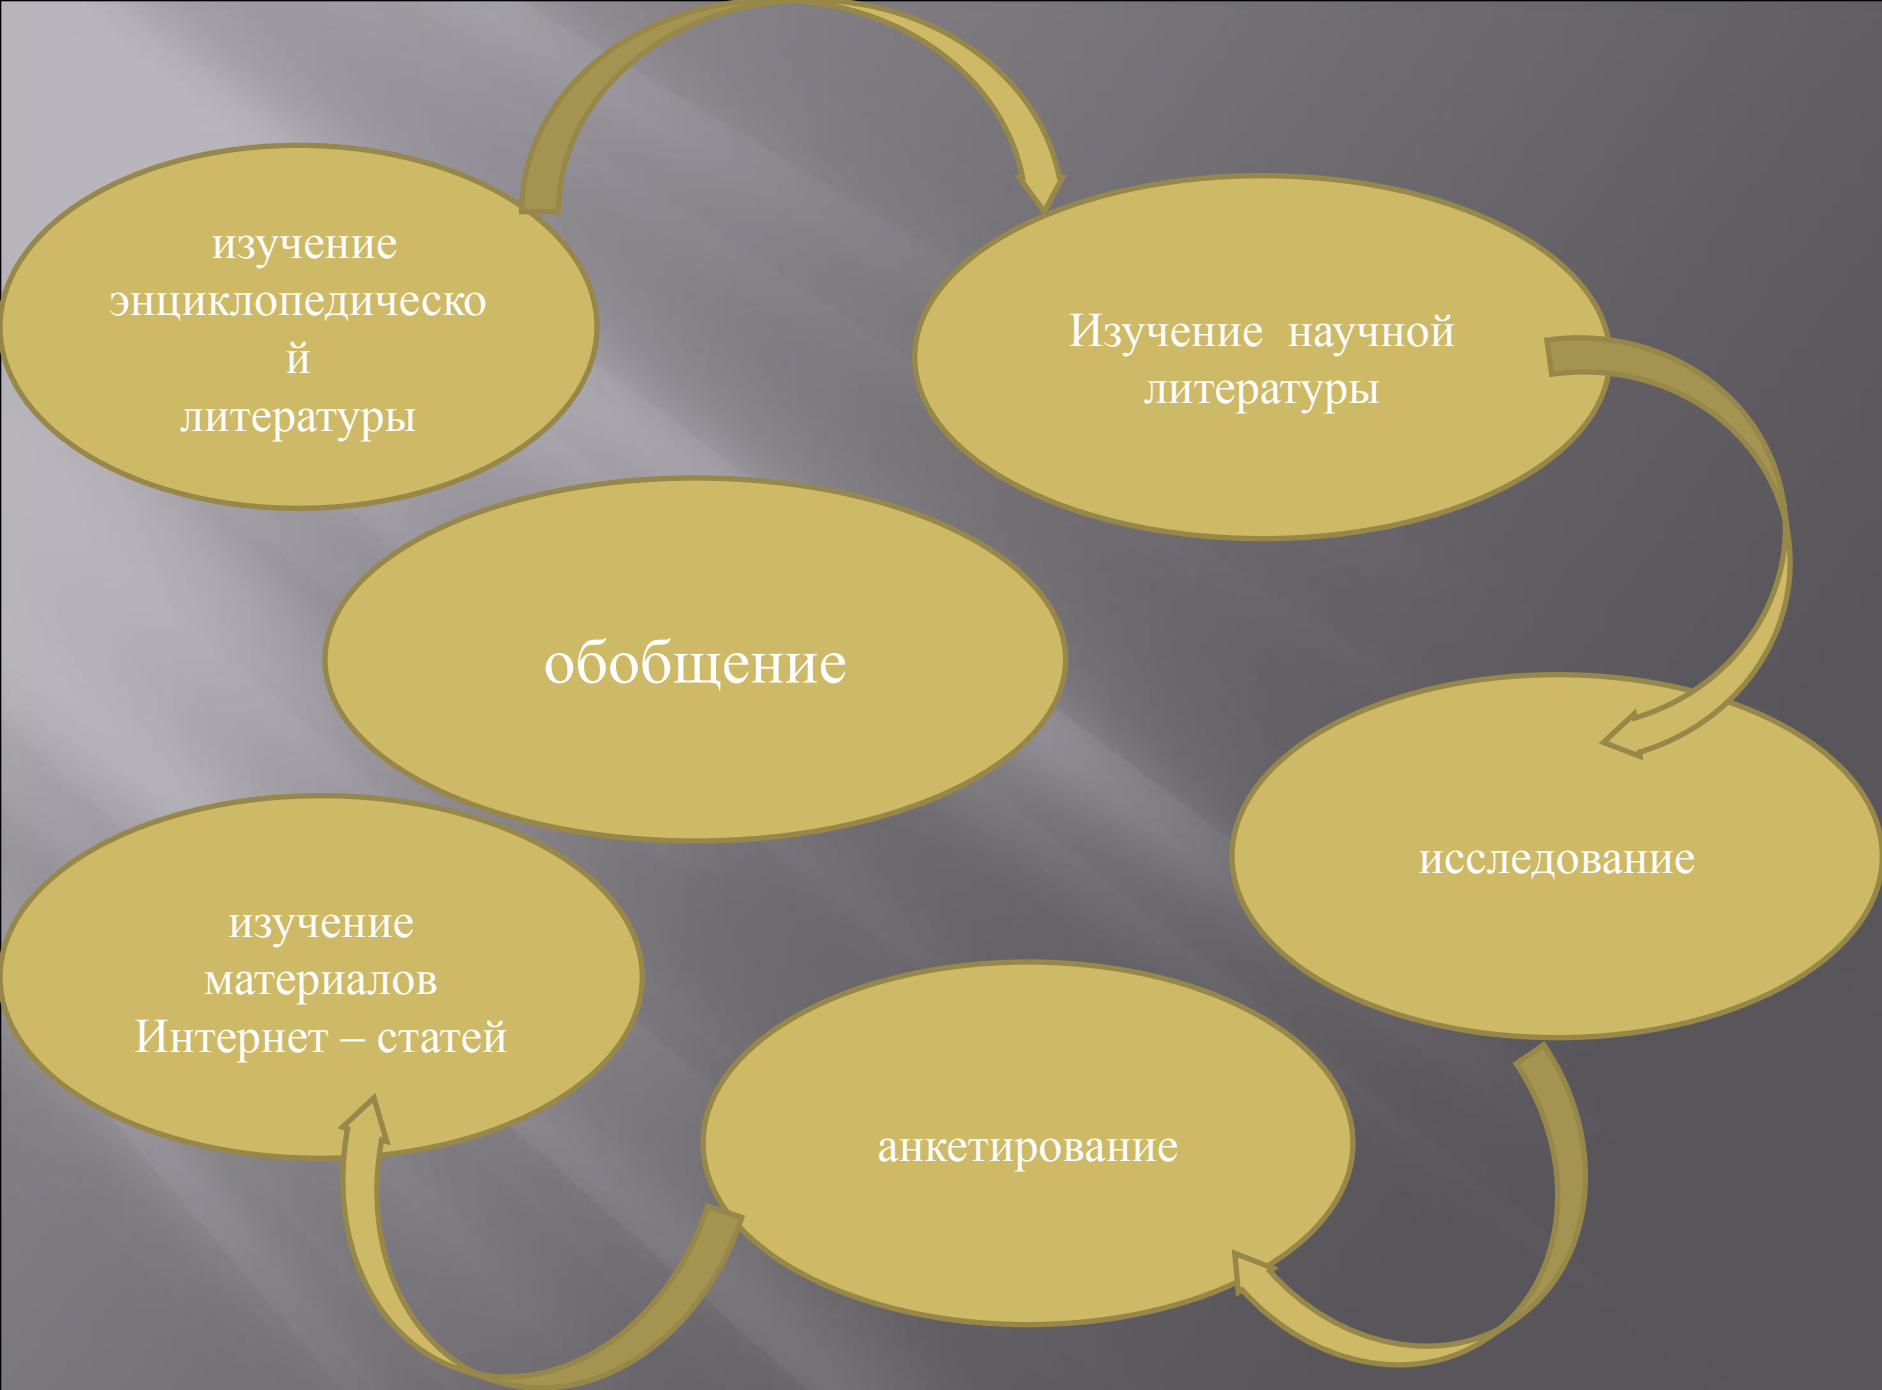 изучение
энциклопедическо
й
литературы
Изучение научной
литературы
обобщение
исследование
изучение
материалов
Интернет – статей
анкетирование